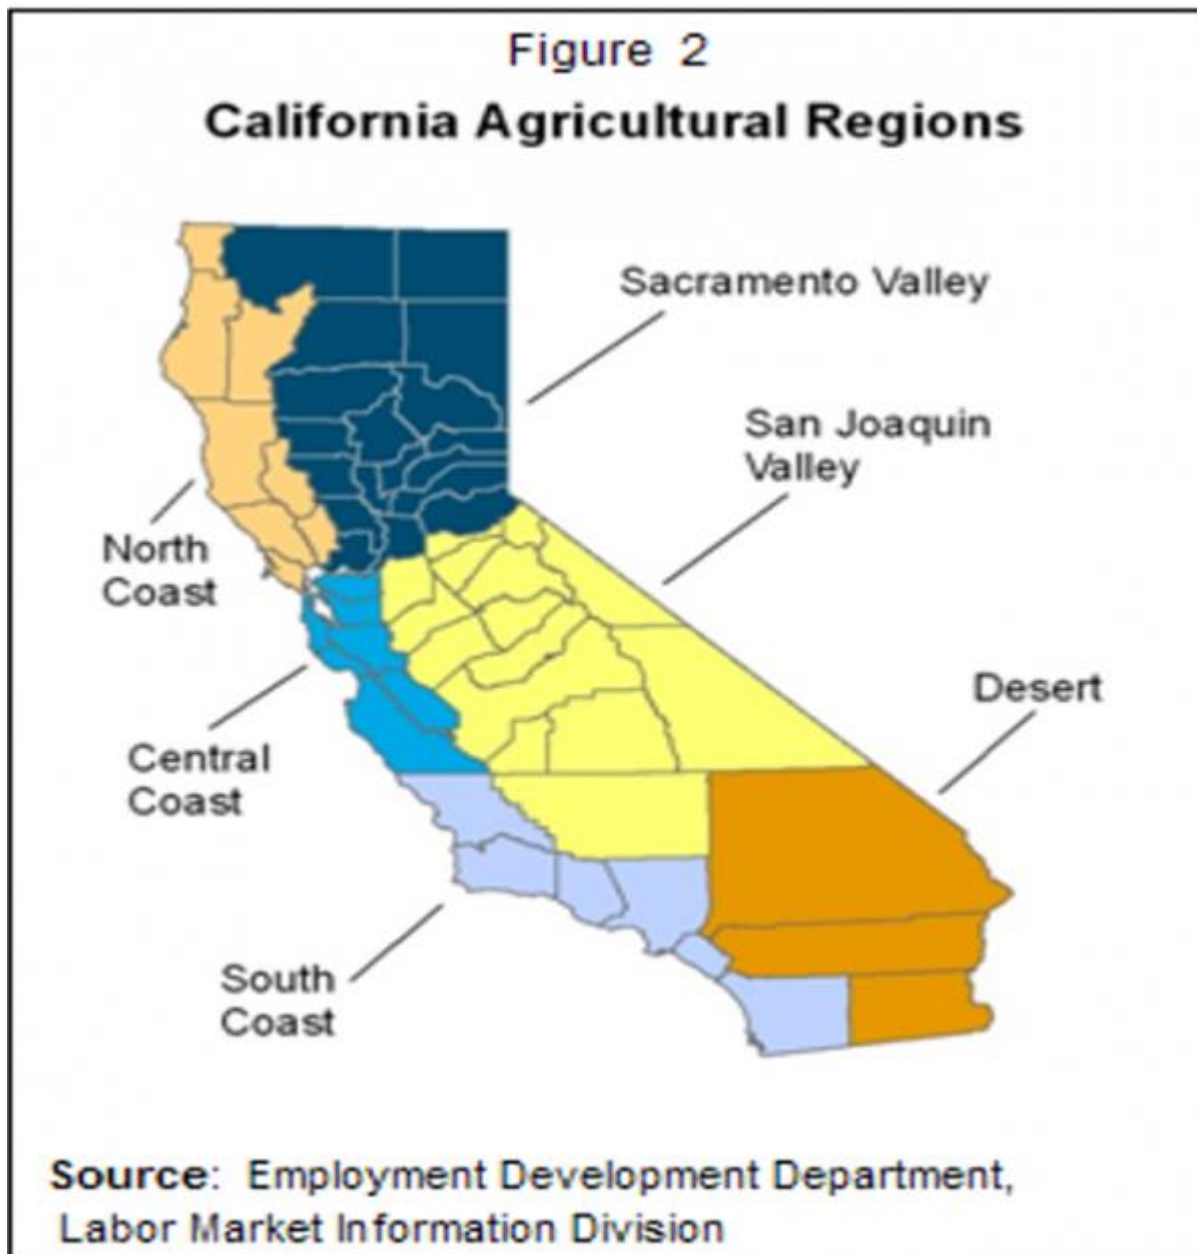 Figure 2
California Agricultural Regions
Sacramento Valley
San Joaquin
Valley
North
Coast
Desert
Central
Coast
South
Coast
Source: Employment Development Department,
Labor Market Information Division